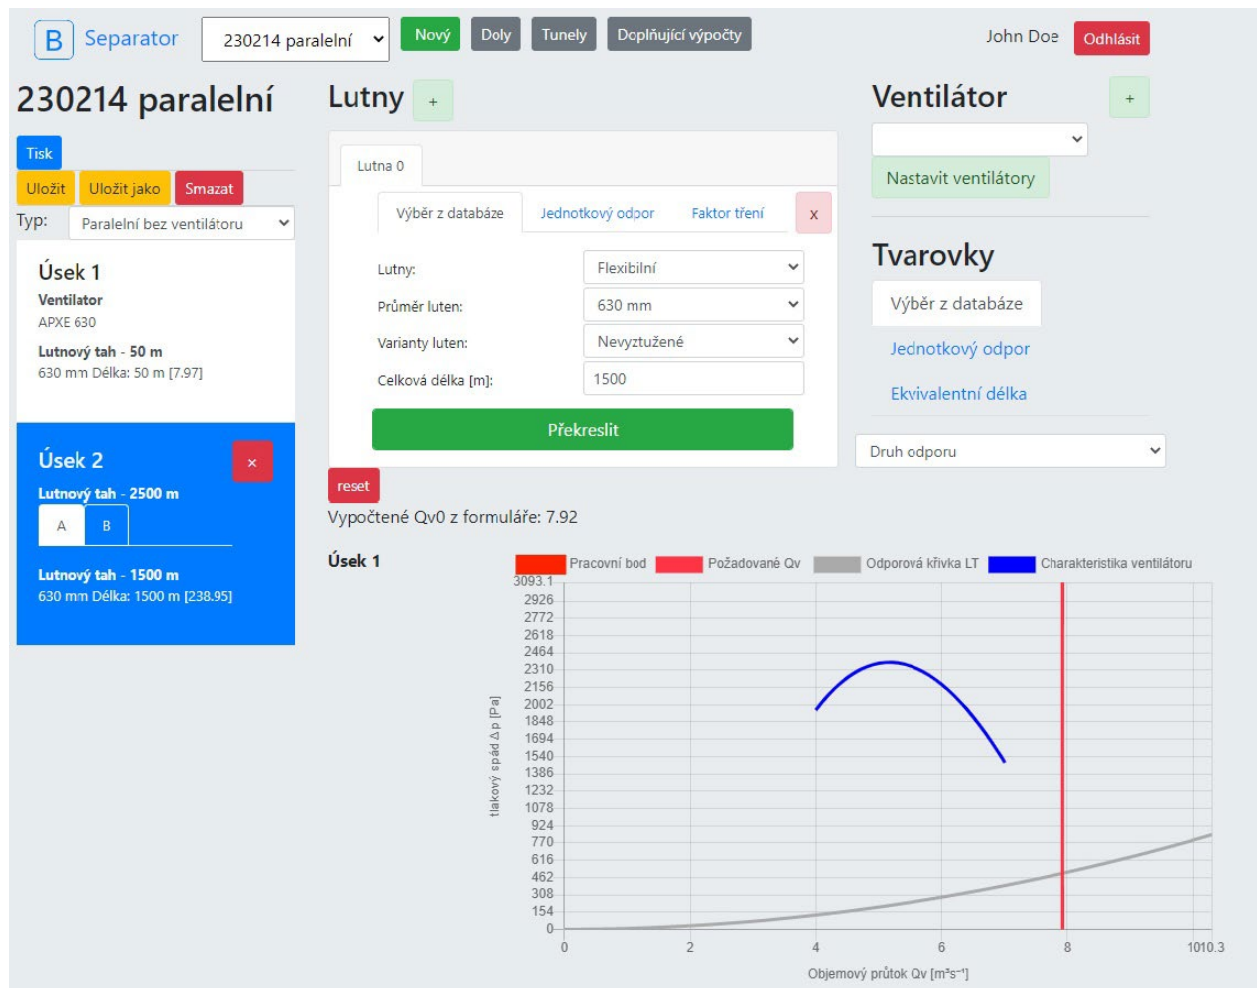 B Separator 230214 paralelní Nový Doly Tunely Doplňující výpočty John Doe Odhlásit
230214 paralelní
Tisk
Uložit Uložit jako Smazat
Typ: Paralelní bez ventilátoru
Úsek 1
Ventilator
APXE 630
Lutnový tah - 50 m
630 mm Délka: 50 m [7.97]
Úsek 2 ×
Lutnový tah - 2500 m
A B
Lutnový tah - 1500 m
630 mm Délka: 1500 m [238.95]
Lutny +
Lutna 0
Výběr z databáze Jednotkový odpor Faktor tření x
Lutny: Flexibilní
Průměr luten: 630 mm
Varianty luten: Nevyztužené
Celková délka [m]: 1500
Překreslit
reset
Vypočtené Qv0 z formuláře: 7.92
Ventilátor +
Nastavit ventilátory
Tvarovky
Výběr z databáze
Jednotkový odpor
Ekvivalentní délka
Druh odporu
Úsek 1
Pracovní bod Požadované Qv Odporová křivka LT Charakteristika ventilátoru
3093.1
2926
2772
2618
2464
2310
2156
2002
1848
1694
1540
1386
1232
1078
924
770
616
462
308
154
0
tlakový spád Δ p [Pa]
0 2 4 6 8 1010.3
Objemový průtok Qv [m³s⁻¹]